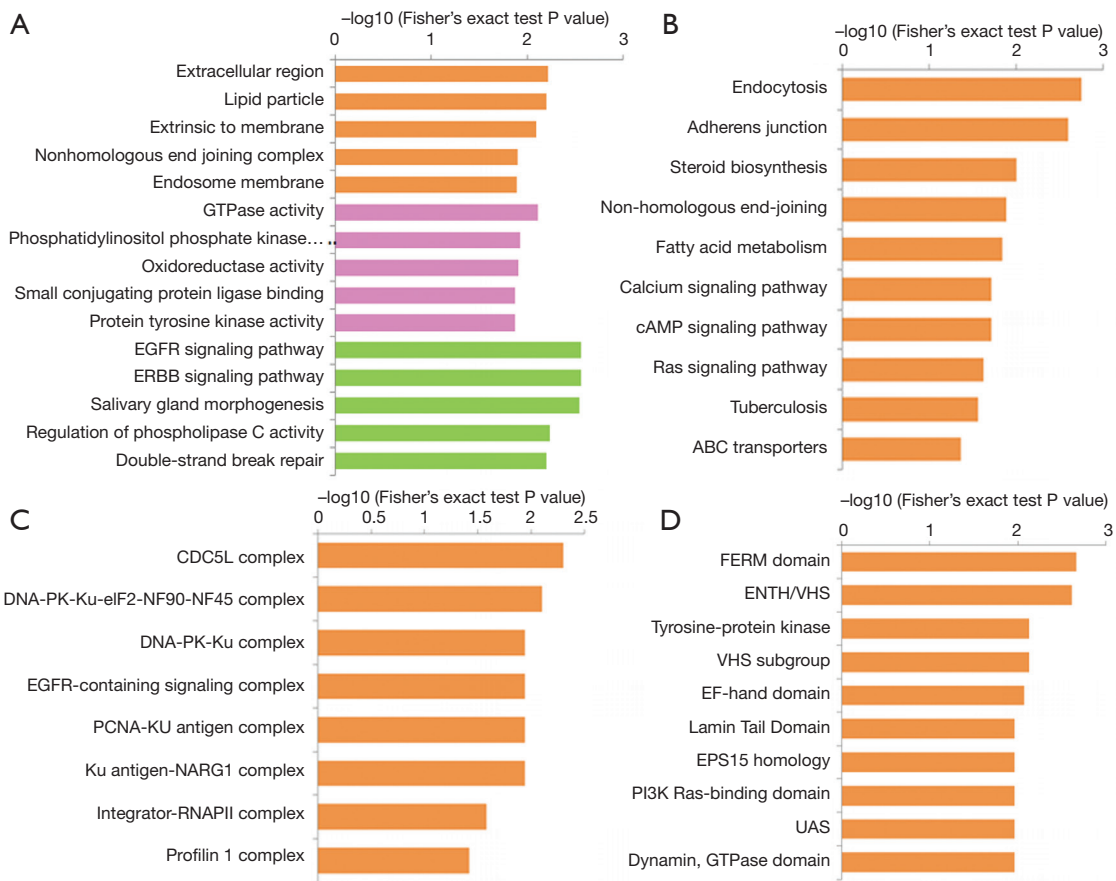 A
–log10 (Fisher's exact test P value)
0 1 2 3
Extracellular region
Lipid particle
Extrinsic to membrane
Nonhomologous end joining complex
Endosome membrane
GTPase activity
Phosphatidylinositol phosphate kinase…
Oxidoreductase activity
Small conjugating protein ligase binding
Protein tyrosine kinase activity
EGFR signaling pathway
ERBB signaling pathway
Salivary gland morphogenesis
Regulation of phospholipase C activity
Double-strand break repair
B
–log10 (Fisher's exact test P value)
0 1 2 3
Endocytosis
Adherens junction
Steroid biosynthesis
Non-homologous end-joining
Fatty acid metabolism
Calcium signaling pathway
cAMP signaling pathway
Ras signaling pathway
Tuberculosis
ABC transporters
C
–log10 (Fisher's exact test P value)
0 0.5 1 1.5 2 2.5
CDC5L complex
DNA-PK-Ku-eIF2-NF90-NF45 complex
DNA-PK-Ku complex
EGFR-containing signaling complex
PCNA-KU antigen complex
Ku antigen-NARG1 complex
Integrator-RNAPII complex
Profilin 1 complex
D
–log10 (Fisher's exact test P value)
0 1 2 3
FERM domain
ENTH/VHS
Tyrosine-protein kinase
VHS subgroup
EF-hand domain
Lamin Tail Domain
EPS15 homology
PI3K Ras-binding domain
UAS
Dynamin, GTPase domain